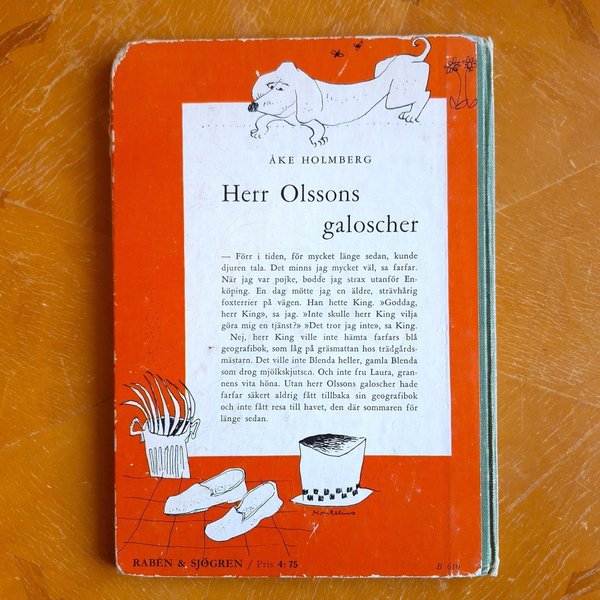 ÅKE HOLMBERG
Herr Olssons
galoscher
— Förr i tiden, för mycket länge sedan, kunde
djuren tala. Det minns jag mycket väl, sa farfar.
När jag var pojke, bodde jag strax utanför En-
köping. En dag mötte jag en äldre, strävhårig
foxterrier på vägen. Han hette King. »Goddag,
herr King», sa jag. »Inte skulle herr King vilja
göra mig en tjänst?» »Det tror jag inte», sa King.
Nej, herr King ville inte hämta farfars blå
geografibok, som låg på gräsmattan hos trädgårds-
mästarn. Det ville inte Blenda heller, gamla Blenda
som drog mjölkskjutsen. Och inte fru Laura, gran-
nens vita höna. Utan herr Olssons galoscher hade
farfar säkert aldrig fått tillbaka sin geografibok
och inte fått resa till havet, den där sommaren för
länge sedan.
RABÉN & SJÖGREN / Pris 4:75